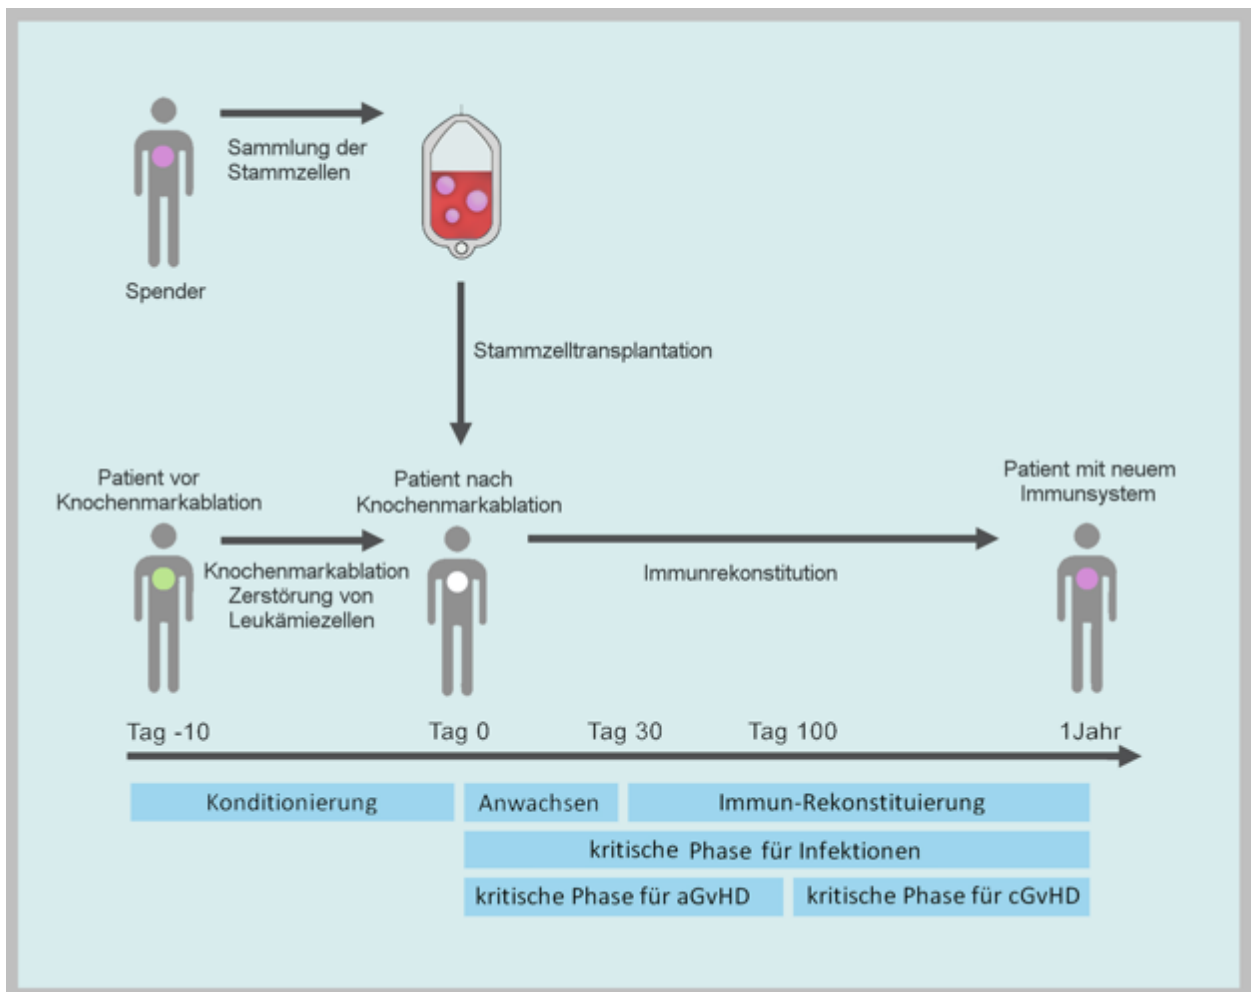 Sammlung der
Stammzellen
Spender
Stammzelltransplantation
Patient vor
Knochenmarkablation
Patient nach
Knochenmarkablation
Patient mit neuem
Immunsystem
Knochenmarkablation
Zerstörung von
Leukämiezellen
Immunrekonstitution
Tag -10 Tag 0 Tag 30 Tag 100 1Jahr
Konditionierung Anwachsen Immun-Rekonstituierung
kritische Phase für Infektionen
kritische Phase für aGvHD kritische Phase für cGvHD